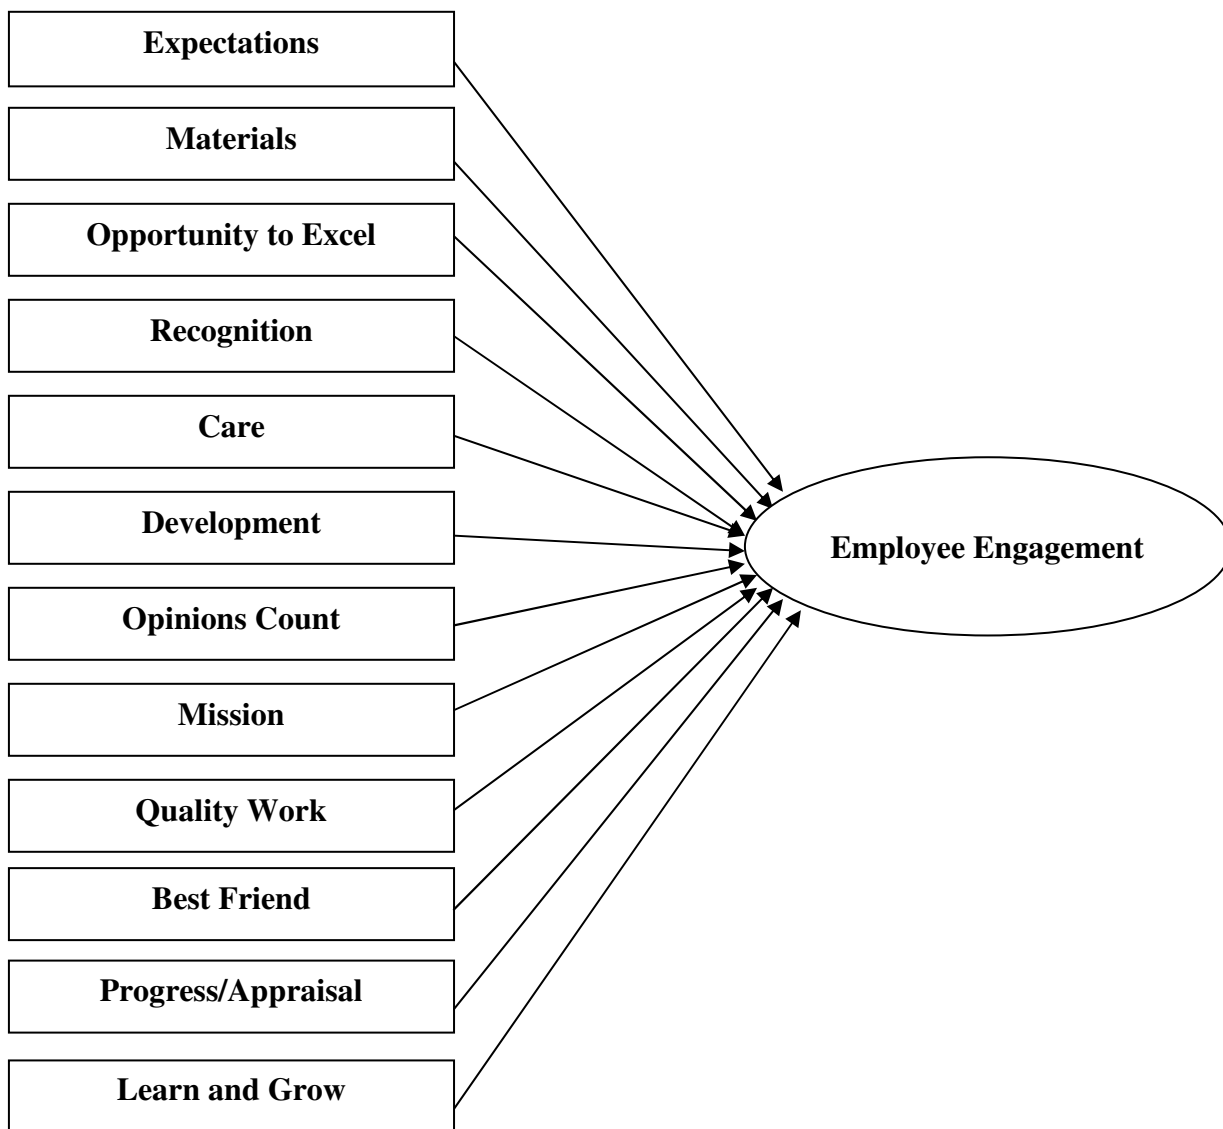 Expectations
Materials
Opportunity to Excel
Recognition
Care
Development
Opinions Count
Mission
Quality Work
Best Friend
Progress/Appraisal
Learn and Grow
Employee Engagement